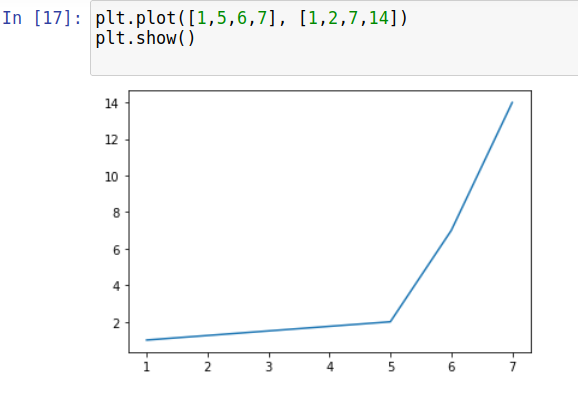 In [17]: plt.plot([1,5,6,7], [1,2,7,14])
plt.show()
14
12
10
8
6
4
2
1 2 3 4 5 6 7